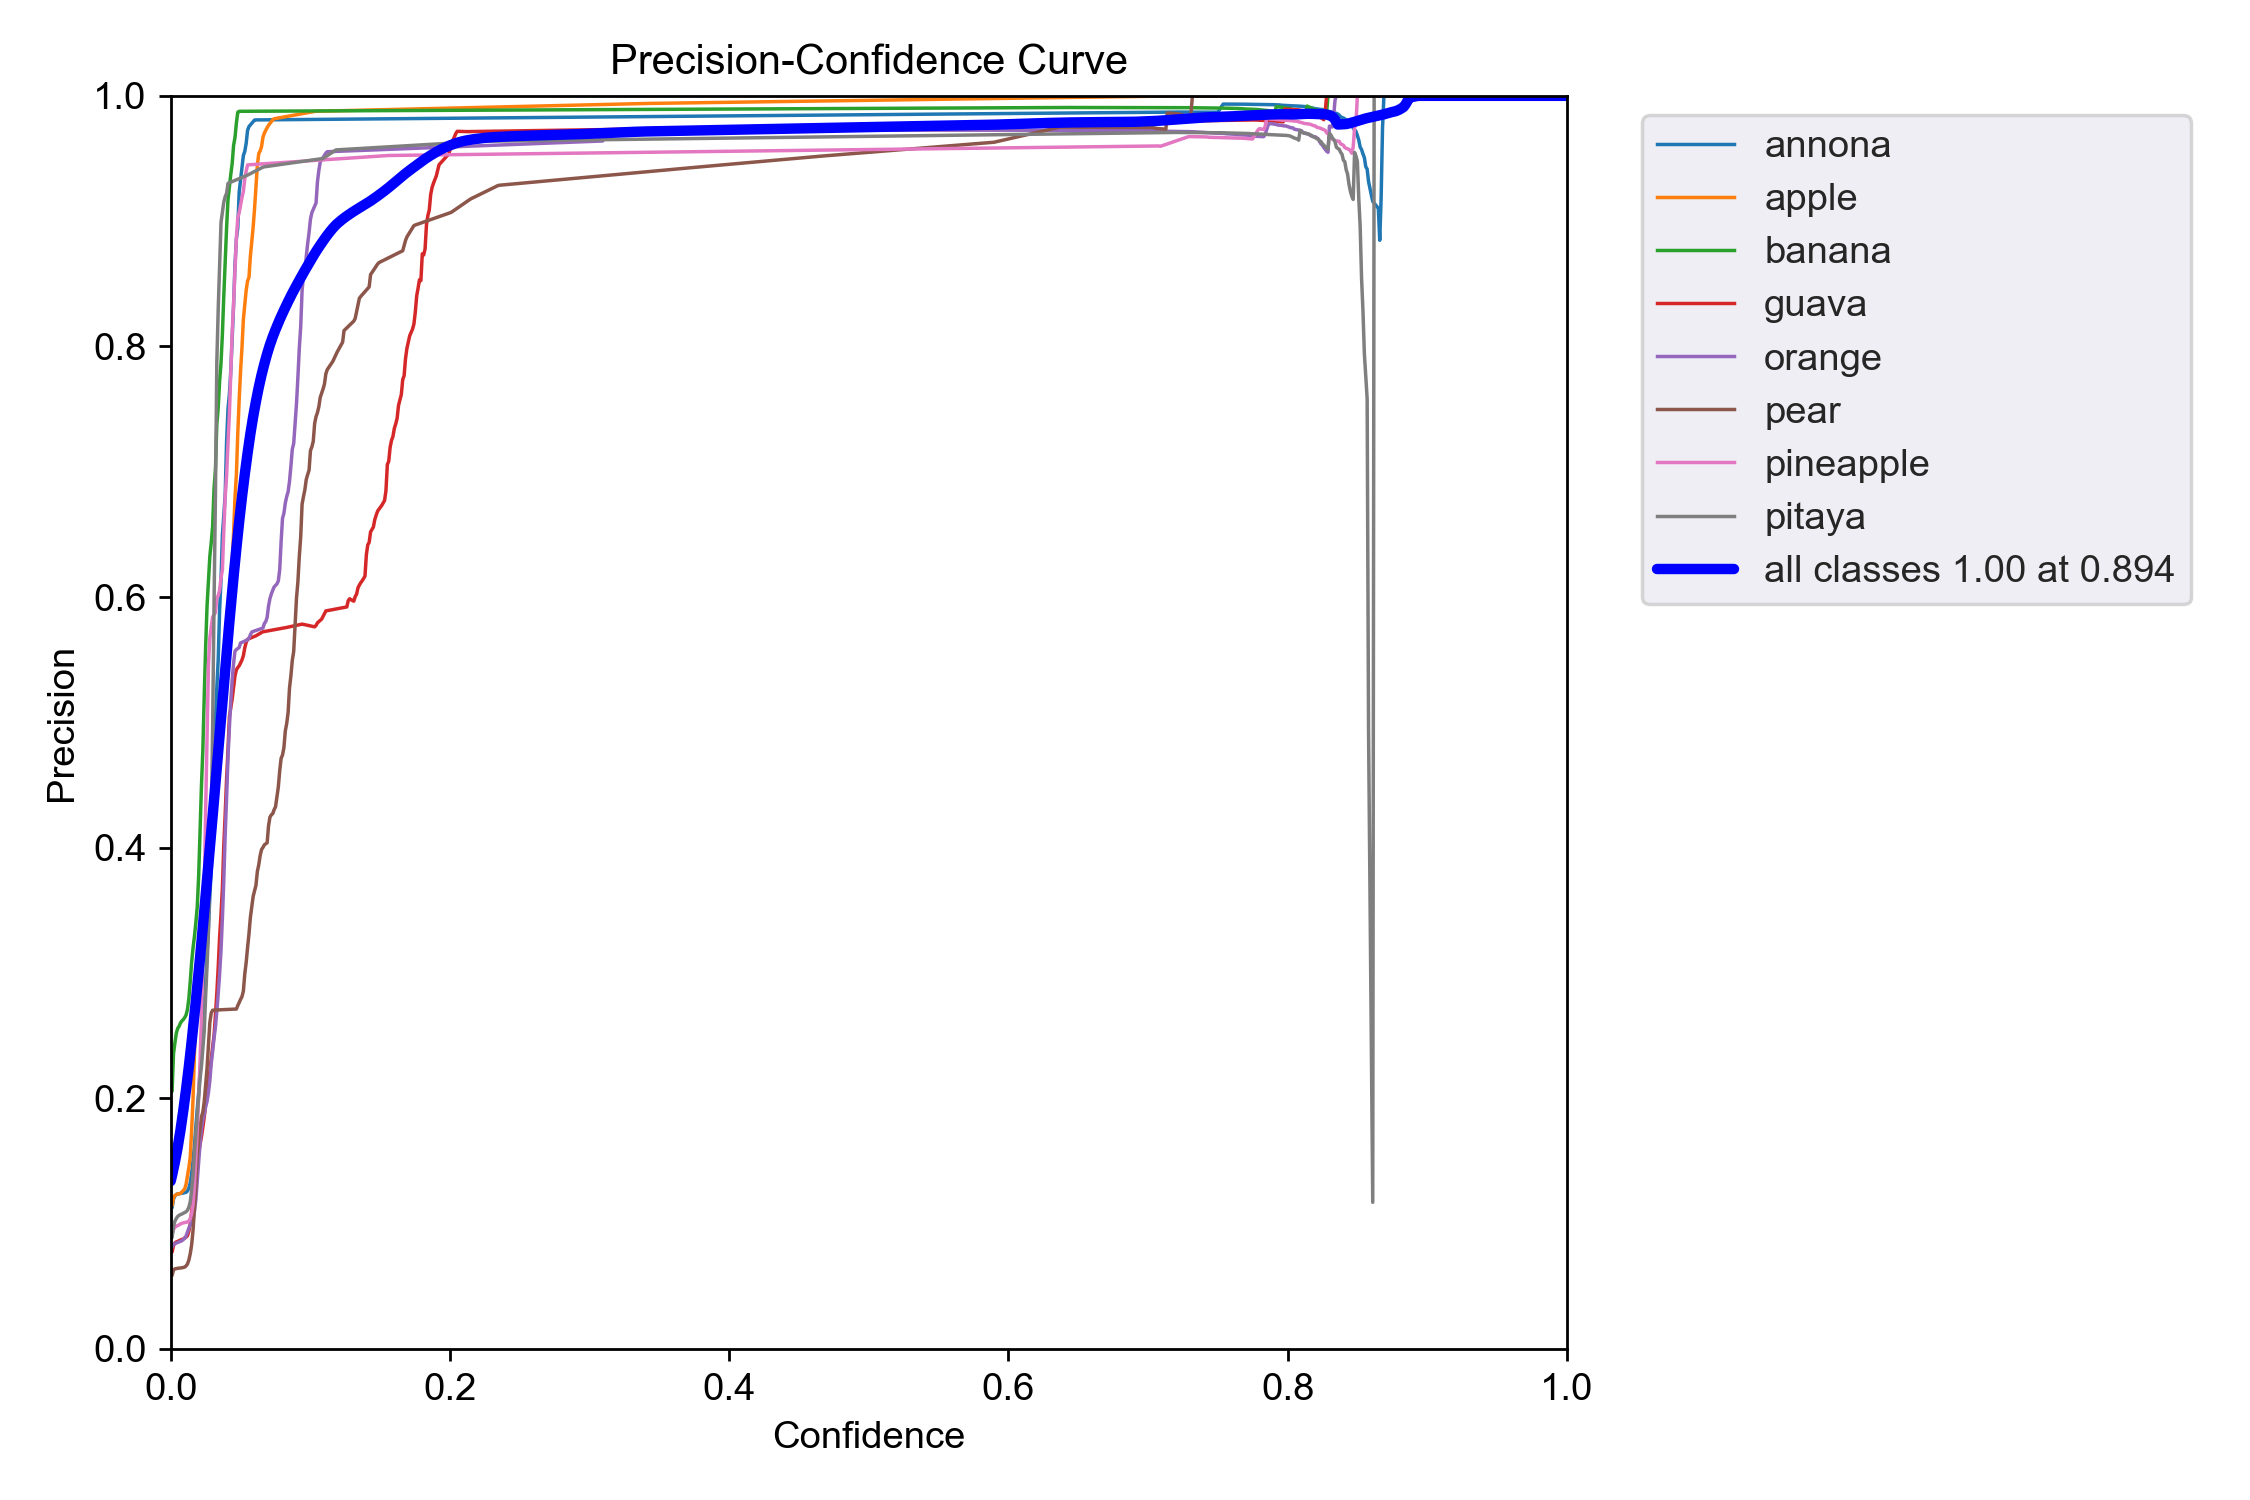 Precision-Confidence Curve
1.0
0.8
0.6
0.4
0.2
0.0
Precision
0.0 0.2 0.4 0.6 0.8 1.0
Confidence
annona
apple
banana
guava
orange
pear
pineapple
pitaya
all classes 1.00 at 0.894